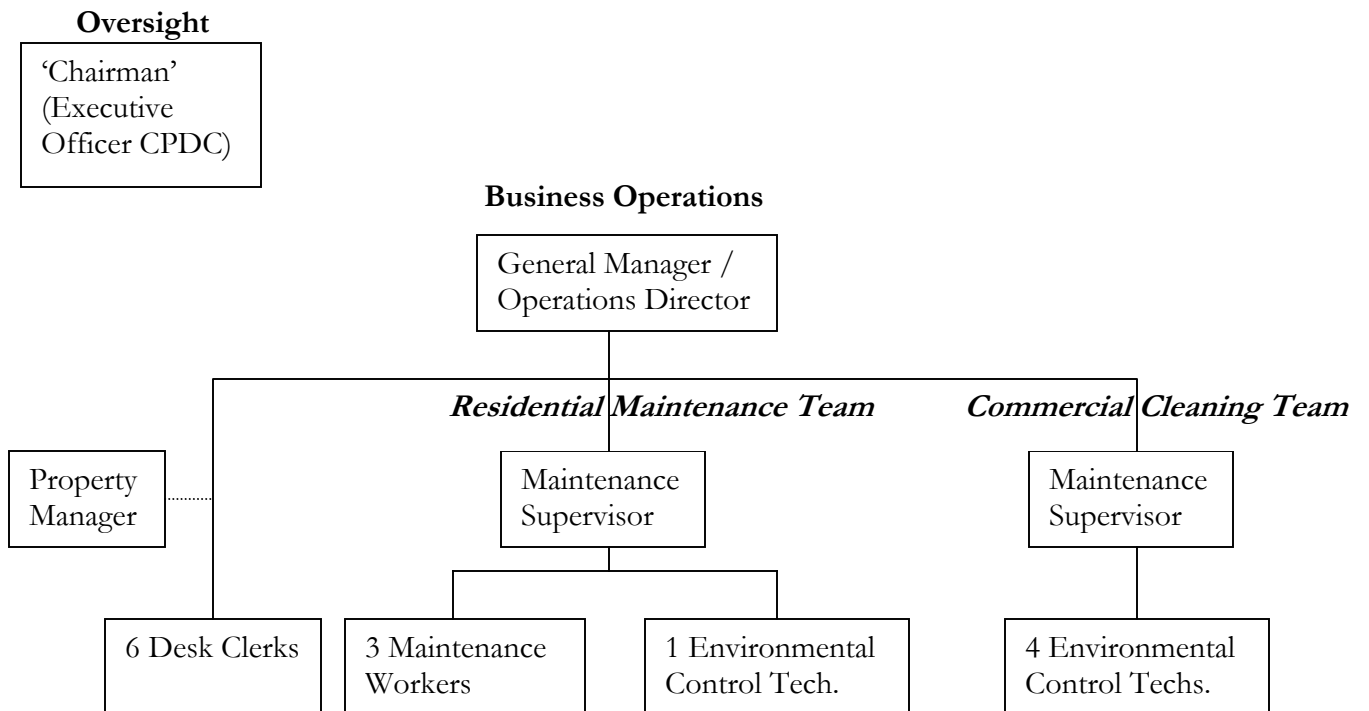 Oversight
‘Chairman’
(Executive
Officer CPDC)
Business Operations
General Manager /
Operations Director
Residential Maintenance Team
Commercial Cleaning Team
Property
Manager
Maintenance
Supervisor
Maintenance
Supervisor
6 Desk Clerks
3 Maintenance
Workers
1 Environmental
Control Tech.
4 Environmental
Control Techs.